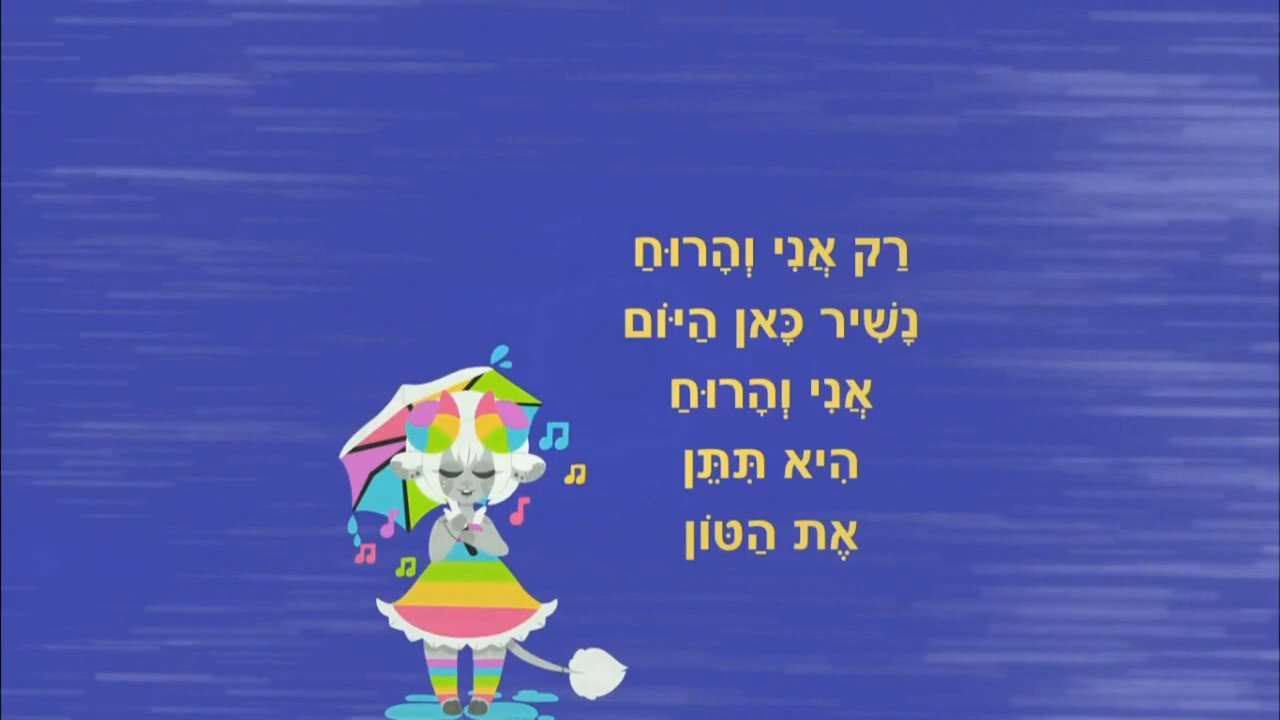 רַק אֲנִי וְהָרוּחַ
נָשִׁיר כָּאן הַיּוֹם
אֲנִי וְהָרוּחַ
הִיא תִּתֵּן
אֶת הַטּוֹן